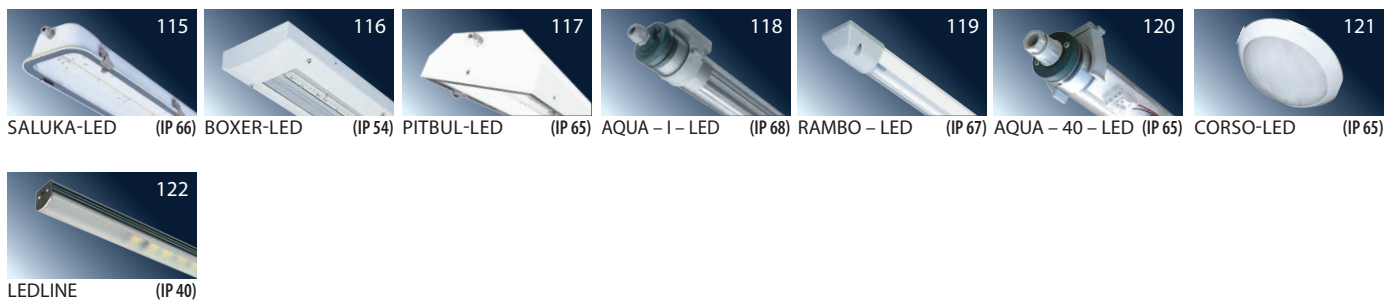 115 116 117 118 119 120 121
SALUKA-LED (IP 66) BOXER-LED (IP 54) PITBUL-LED (IP 65) AQUA – I – LED (IP 68) RAMBO – LED (IP 67) AQUA – 40 – LED (IP 65) CORSO-LED (IP 65)
122
LEDLINE (IP 40)